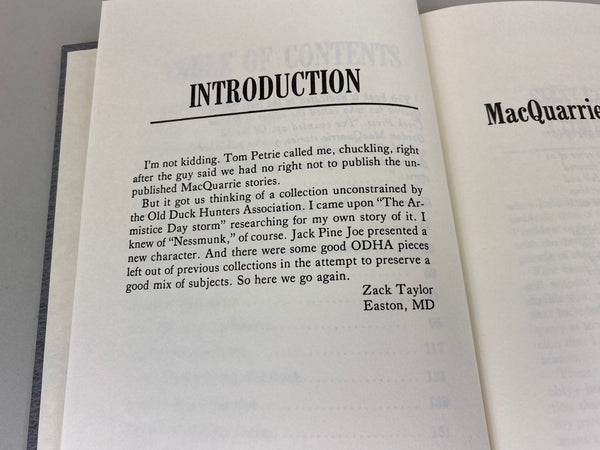 INTRODUCTION
I'm not kidding. Tom Petrie called me, chuckling, right
after the guy said we had no right not to publish the un-
published MacQuarrie stories.
But it got us thinking of a collection unconstrained by
the Old Duck Hunters Association. I came upon "The Ar-
mistice Day storm" researching for my own story of it. I
knew of "Nessmunk," of course. Jack Pine Joe presented a
new character. And there were some good ODHA pieces
left out of previous collections in the attempt to preserve a
good mix of subjects. So here we go again.
Zack Taylor
Easton, MD
MacQuarrie
TABLE OF CONTENTS
117
151